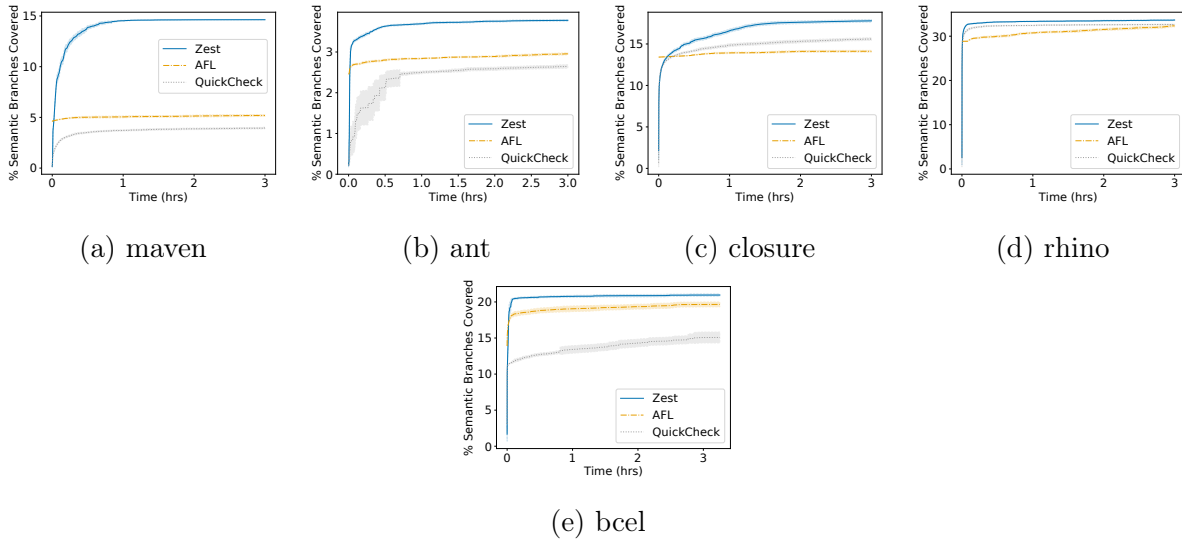 % Semantic Branches Covered
15
10
5
0
0
1
2
3
Time (hrs)
Zest
AFL
QuickCheck
(a) maven
% Semantic Branches Covered
3
2
1
0
0.0
0.5
1.0
1.5
2.0
2.5
3.0
Time (hrs)
Zest
AFL
QuickCheck
(b) ant
% Semantic Branches Covered
15
10
5
0
0
1
2
3
Time (hrs)
Zest
AFL
QuickCheck
(c) closure
% Semantic Branches Covered
30
20
10
0
0
1
2
3
Time (hrs)
Zest
AFL
QuickCheck
(d) rhino
% Semantic Branches Covered
20
15
10
5
0
0
1
2
3
Time (hrs)
Zest
AFL
QuickCheck
(e) bcel